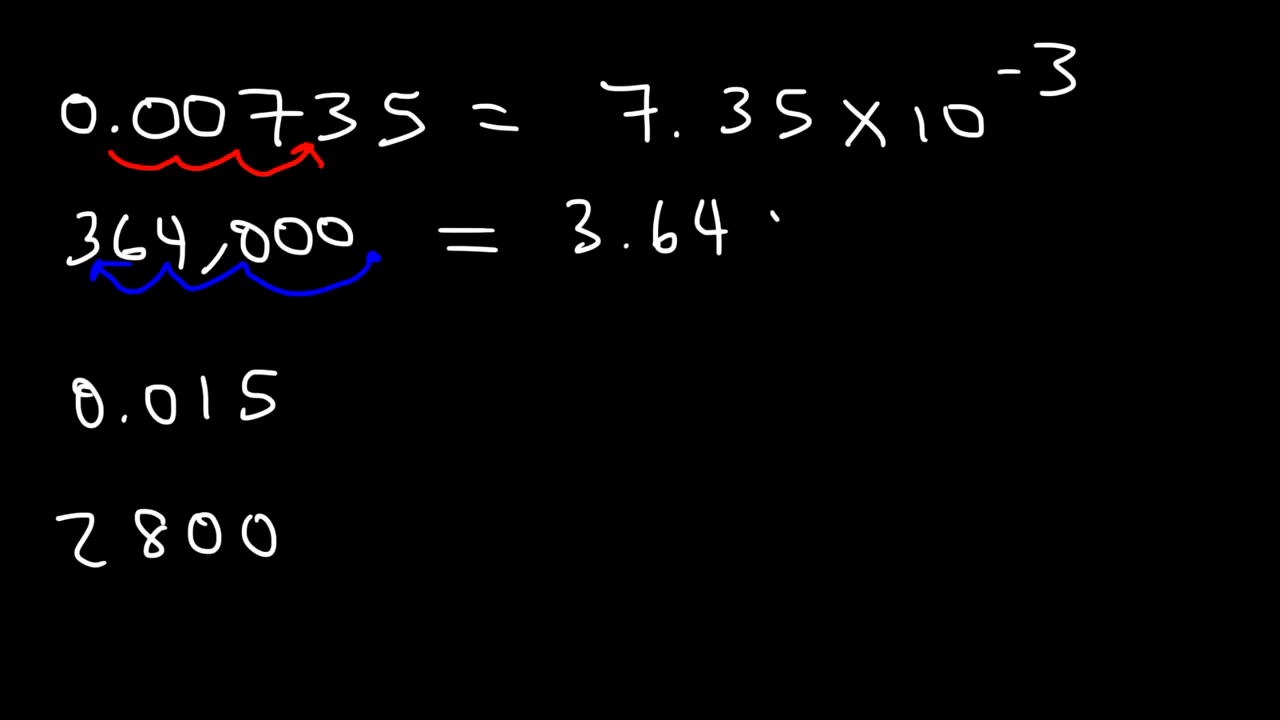 0.00735 = 7.35 × 10⁻³
364,000 = 3.64
0.015
2800